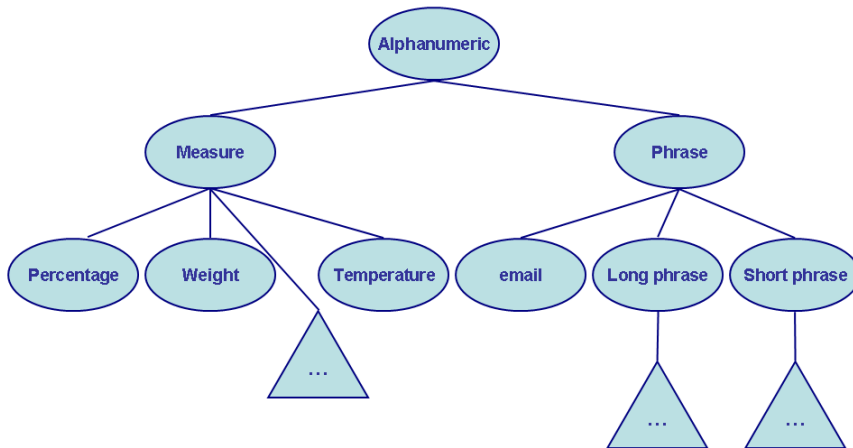 Alphanumeric
Measure
Phrase
Percentage
Weight
Temperature
email
Long phrase
Short phrase
...
...
...